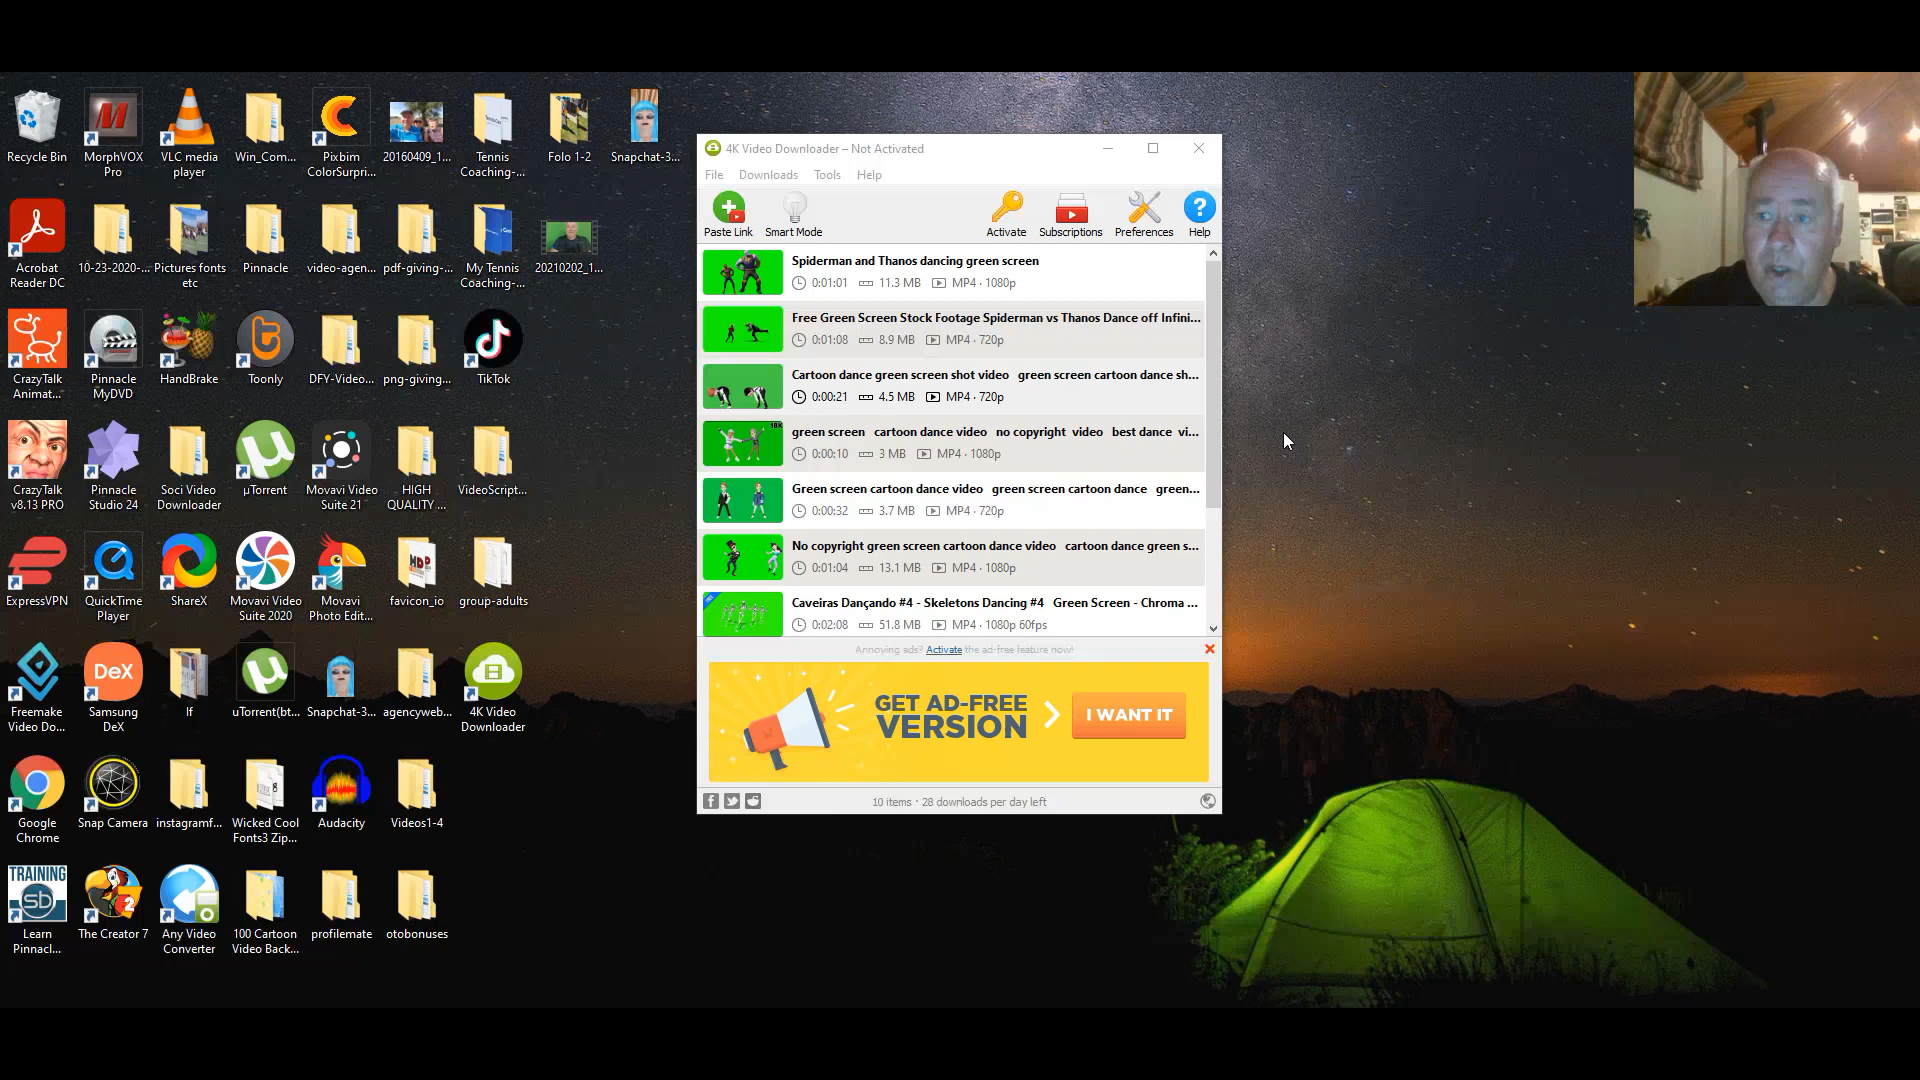 Recycle Bin
MorphVOX
Pro
VLC media
player
Win_Com...
Pixbim
ColorSurpri...
20160409_1...
Tennis
Coaching-...
Folo 1-2
Snapchat-3...
Acrobat
Reader DC
10-23-2020-...
Pictures fonts
etc
Pinnacle
video-agen...
pdf-giving-...
My Tennis
Coaching-...
20210202_1...
CrazyTalk
Animat...
Pinnacle
MyDVD
HandBrake
Toonly
DFY-Video...
png-giving...
TikTok
CrazyTalk
v8.13 PRO
Pinnacle
Studio 24
Soci Video
Downloader
µTorrent
Movavi Video
Suite 21
HIGH
QUALITY ...
VideoScript...
ExpressVPN
QuickTime
Player
ShareX
Movavi Video
Suite 2020
Movavi
Photo Edit...
favicon_io
group-adults
Freemake
Video Do...
DeX
Samsung
DeX
lf
uTorrent(bt...
Snapchat-3...
agencyweb...
4K Video
Downloader
Google
Chrome
Snap Camera
instagramf...
Wicked Cool
Fonts3 Zip...
Audacity
Videos1-4
TRAINING
sb
Learn
Pinnacl...
The Creator 7
Any Video
Converter
100 Cartoon
Video Back...
profilemate
otobonuses
4K Video Downloader – Not Activated
File Downloads Tools Help
Paste Link Smart Mode Activate Subscriptions Preferences Help
Spiderman and Thanos dancing green screen
0:01:01 11.3 MB MP4 · 1080p
Free Green Screen Stock Footage Spiderman vs Thanos Dance off Infini...
0:01:08 8.9 MB MP4 · 720p
Cartoon dance green screen shot video green screen cartoon dance sh...
0:00:21 4.5 MB MP4 · 720p
green screen cartoon dance video no copyright video best dance vi...
0:00:10 3 MB MP4 · 1080p
Green screen cartoon dance video green screen cartoon dance green...
0:00:32 3.7 MB MP4 · 720p
No copyright green screen cartoon dance video cartoon dance green s...
0:01:04 13.1 MB MP4 · 1080p
Caveiras Dançando #4 - Skeletons Dancing #4 Green Screen - Chroma ...
0:02:08 51.8 MB MP4 · 1080p 60fps
Annoying ads? Activate the ad-free feature now!
GET AD-FREE
VERSION
I WANT IT
10 items · 28 downloads per day left